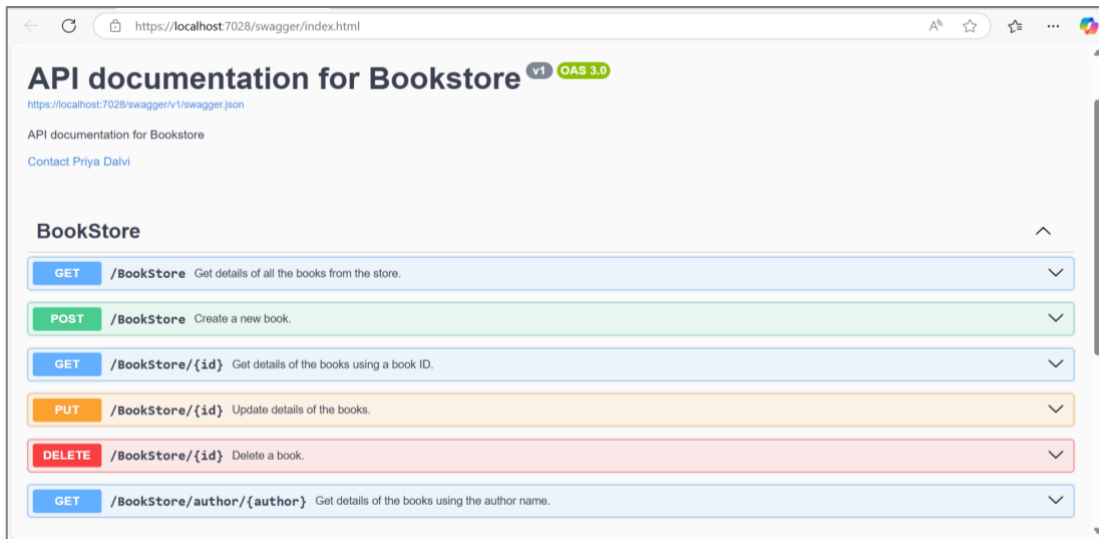 https://localhost:7028/swagger/index.html
API documentation for Bookstore v1 OAS 3.0
https://localhost:7028/swagger/v1/swagger.json
API documentation for Bookstore
Contact Priya Dalvi
BookStore
GET /BookStore Get details of all the books from the store.
POST /BookStore Create a new book.
GET /BookStore/{id} Get details of the books using a book ID.
PUT /BookStore/{id} Update details of the books.
DELETE /BookStore/{id} Delete a book.
GET /BookStore/author/{author} Get details of the books using the author name.